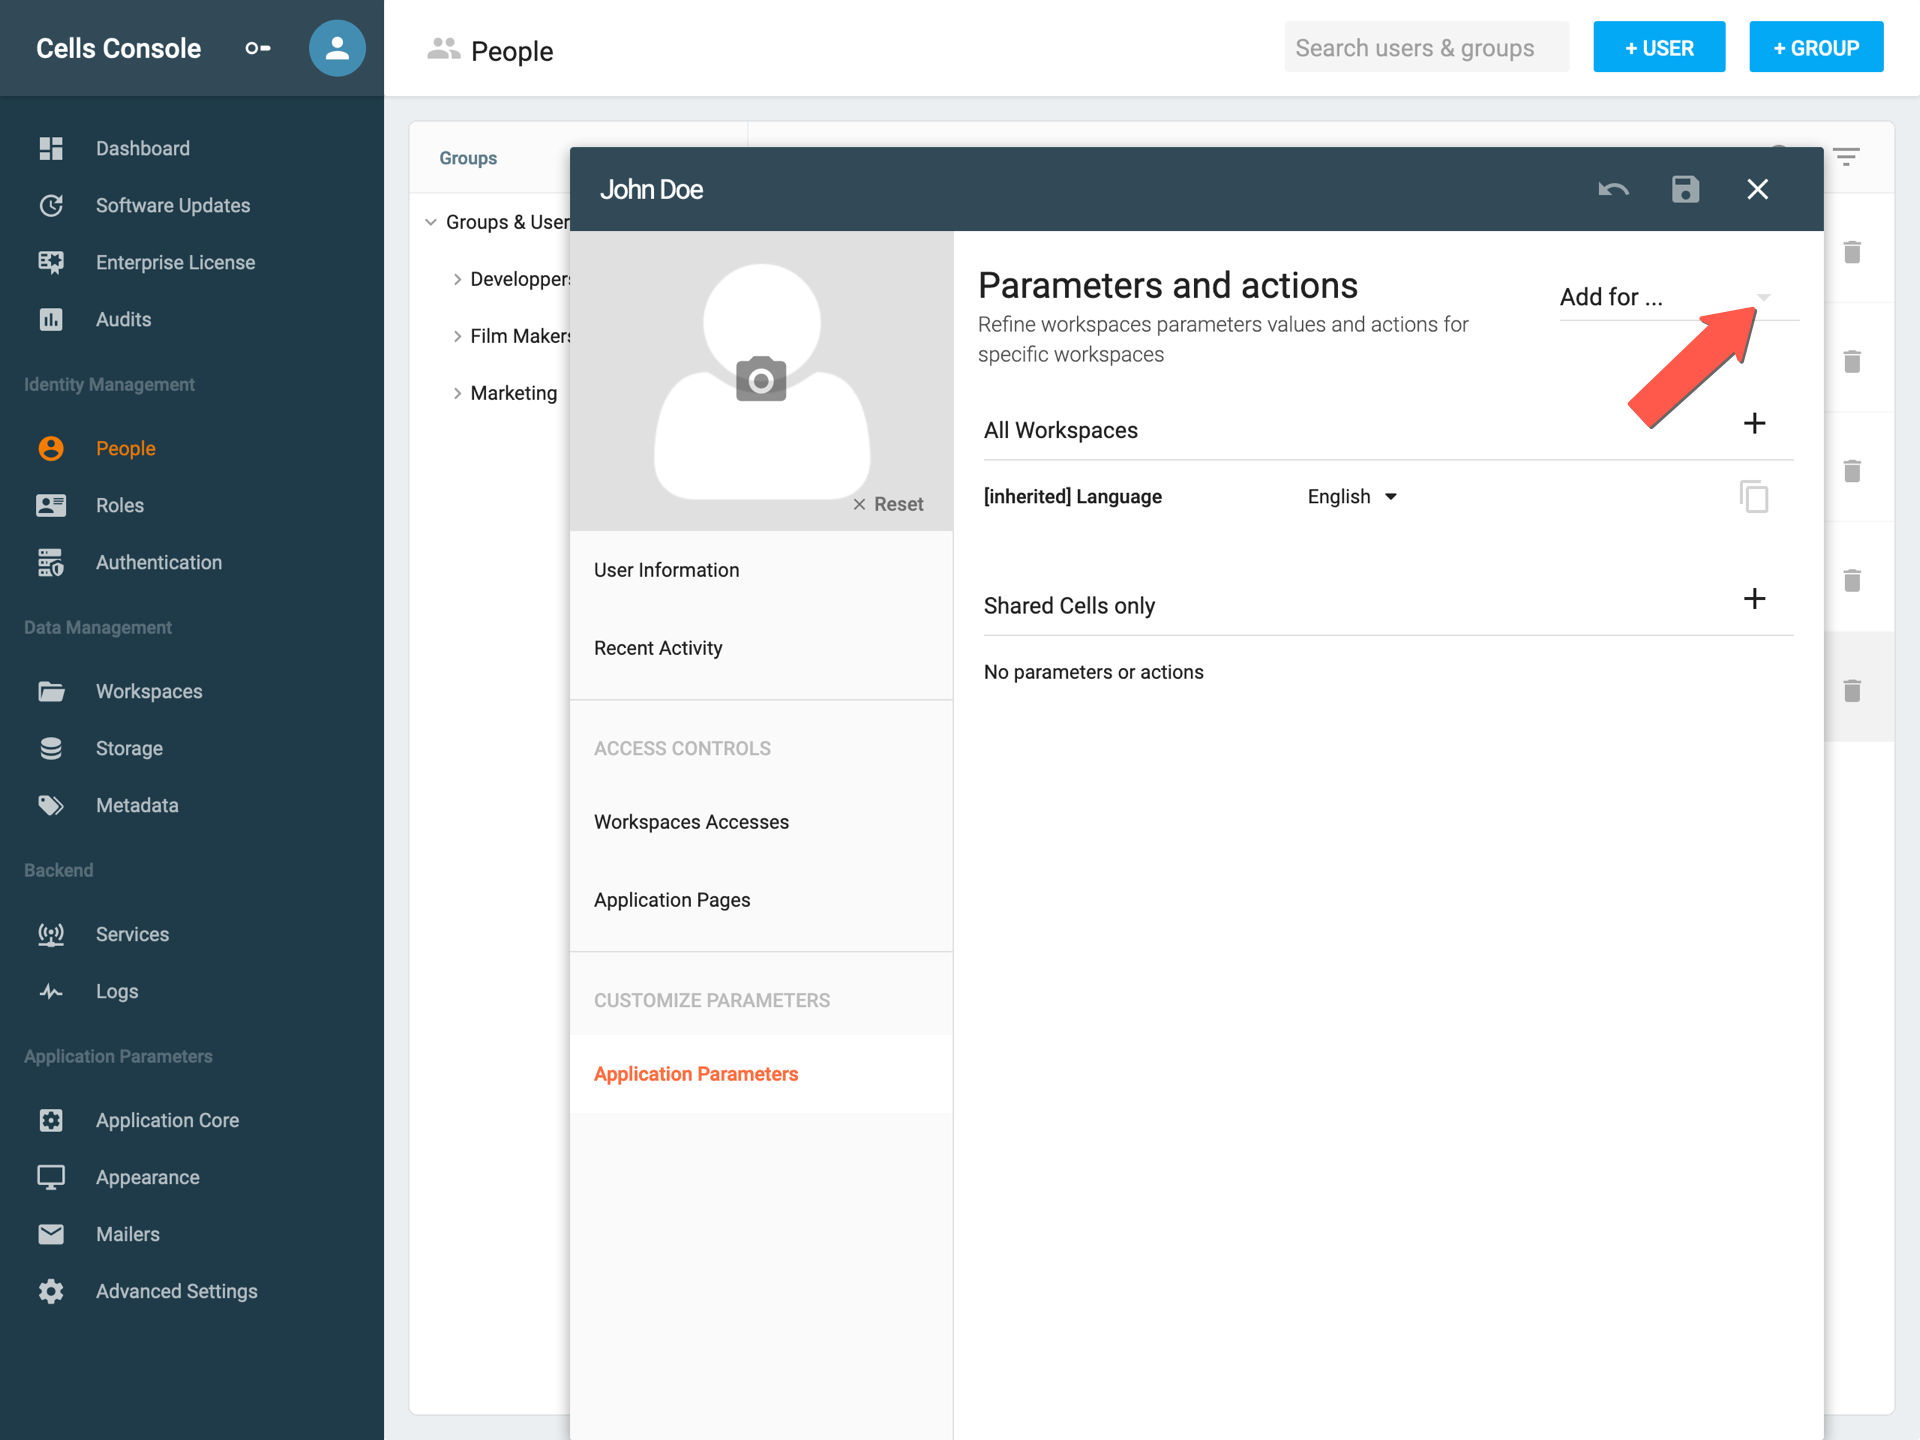 Cells Console
Dashboard
Software Updates
Enterprise License
Audits
Identity Management
People
Roles
Authentication
Data Management
Workspaces
Storage
Metadata
Backend
Services
Logs
Application Parameters
Application Core
Appearance
Mailers
Advanced Settings
People
Search users & groups
+ USER
+ GROUP
Groups
Groups & User
Developpers
Film Makers
Marketing
John Doe
Reset
User Information
Recent Activity
ACCESS CONTROLS
Workspaces Accesses
Application Pages
CUSTOMIZE PARAMETERS
Application Parameters
Parameters and actions
Refine workspaces parameters values and actions for
specific workspaces
Add for ...
All Workspaces
[inherited] Language
English
Shared Cells only
No parameters or actions